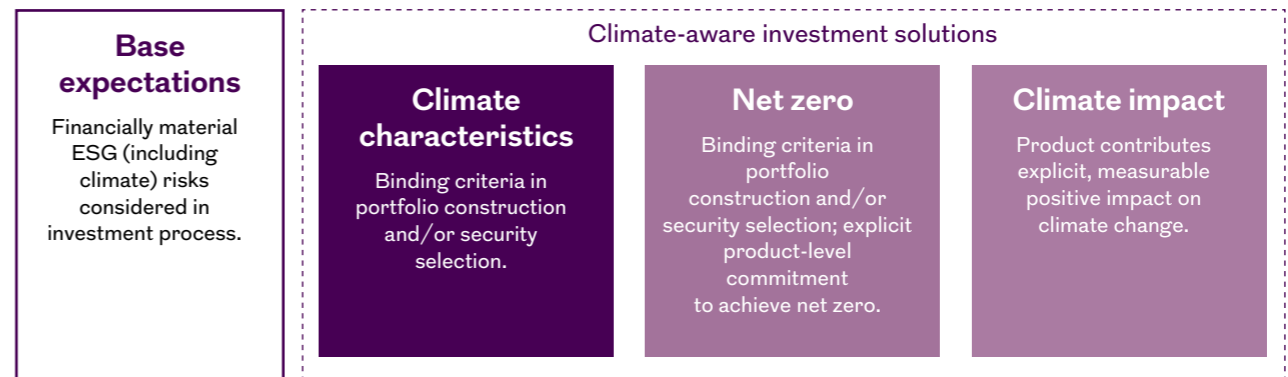 Base
expectations
Financially material
ESG (including
climate) risks
considered in
investment process.
Climate-aware investment solutions
Climate
characteristics
Binding criteria in
portfolio construction
and/or security
selection.
Net zero
Binding criteria in
portfolio
construction and/or
security selection; explicit
product-level
commitment
to achieve net zero.
Climate impact
Product contributes
explicit, measurable
positive impact on
climate change.